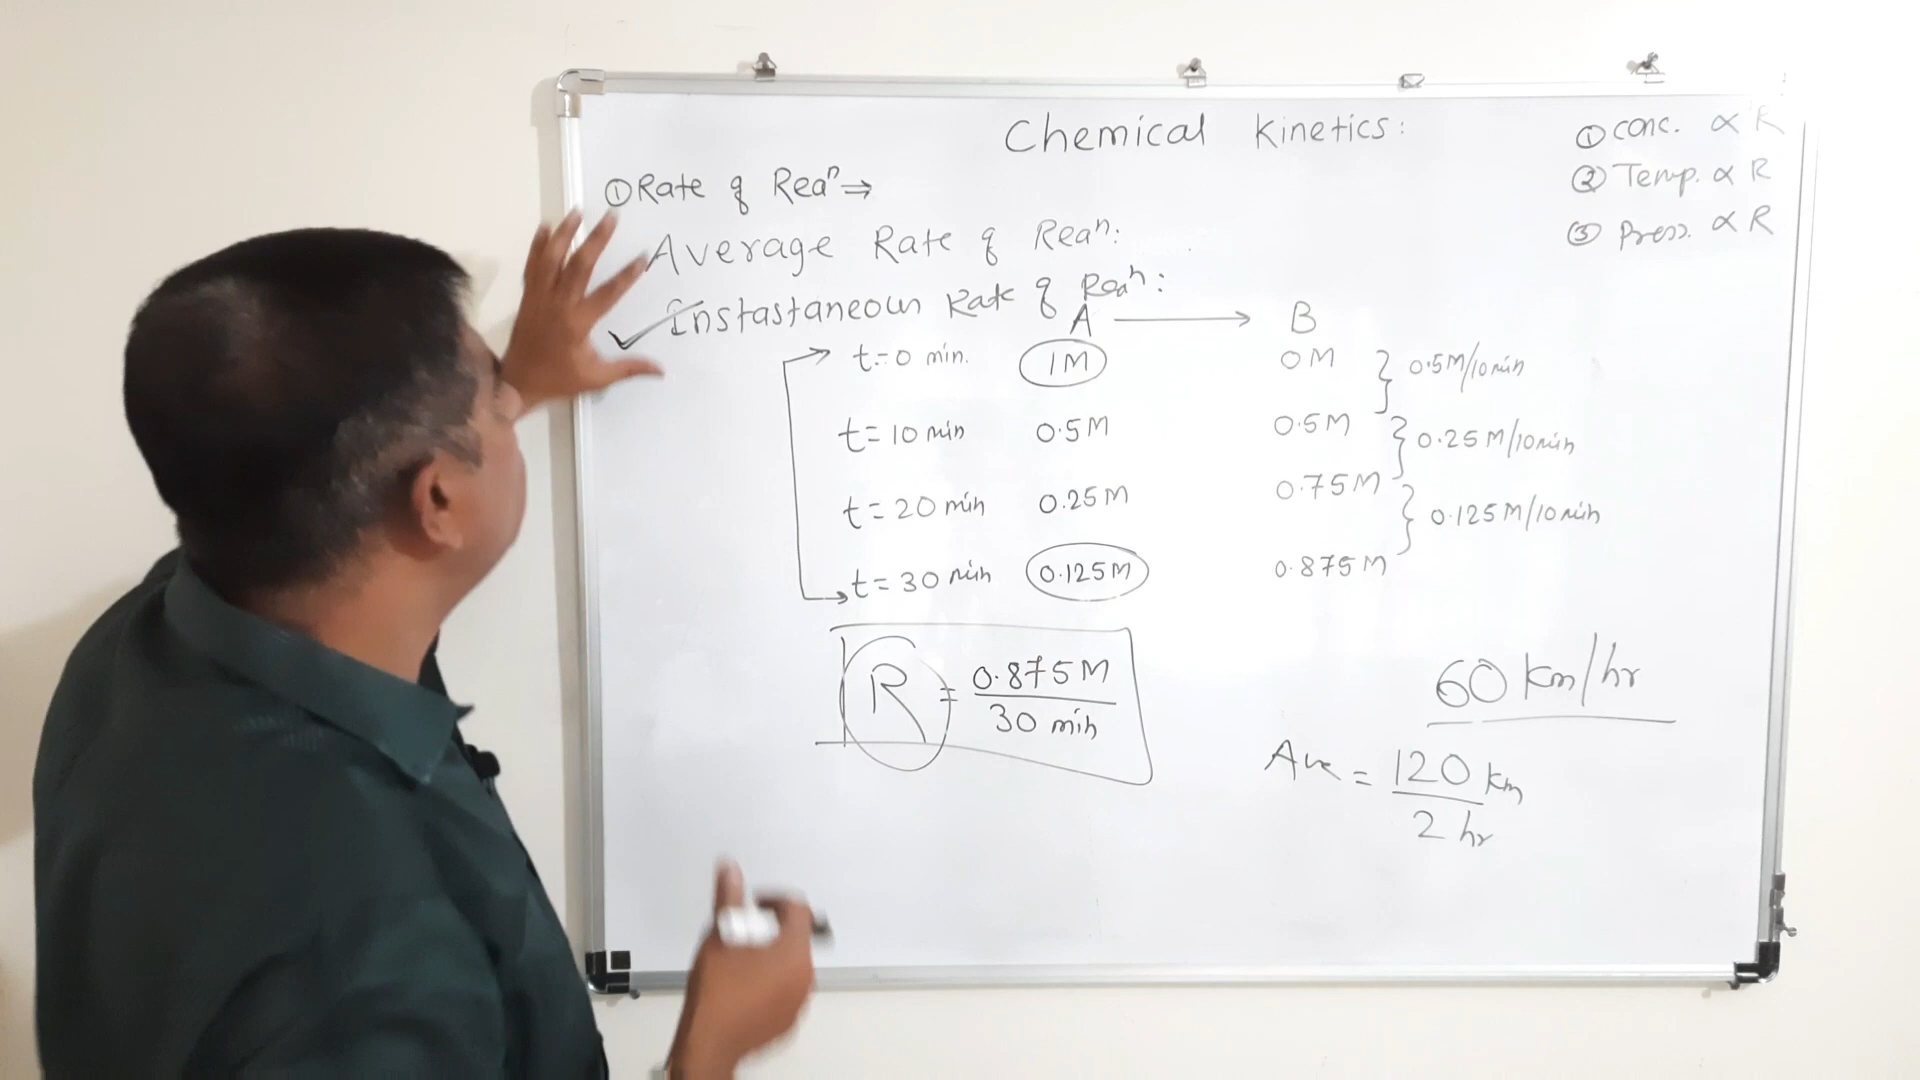 Chemical Kinetics:
① Conc. ∝ R
② Temp. ∝ R
③ Press. ∝ R
① Rate of Reaⁿ ⇒
Average Rate of Reaⁿ:
Instastaneous Rate of Reaⁿ:
A → B
t=0 min. 1M 0M } 0.5M/10min
t=10 min 0.5M 0.5M } 0.25M/10min
t=20 min 0.25M 0.75M } 0.125M/10min
t=30 min 0.125M 0.875M
R = 0.875M
30 min
60 km/hr
Ave = 120 km
2 hr